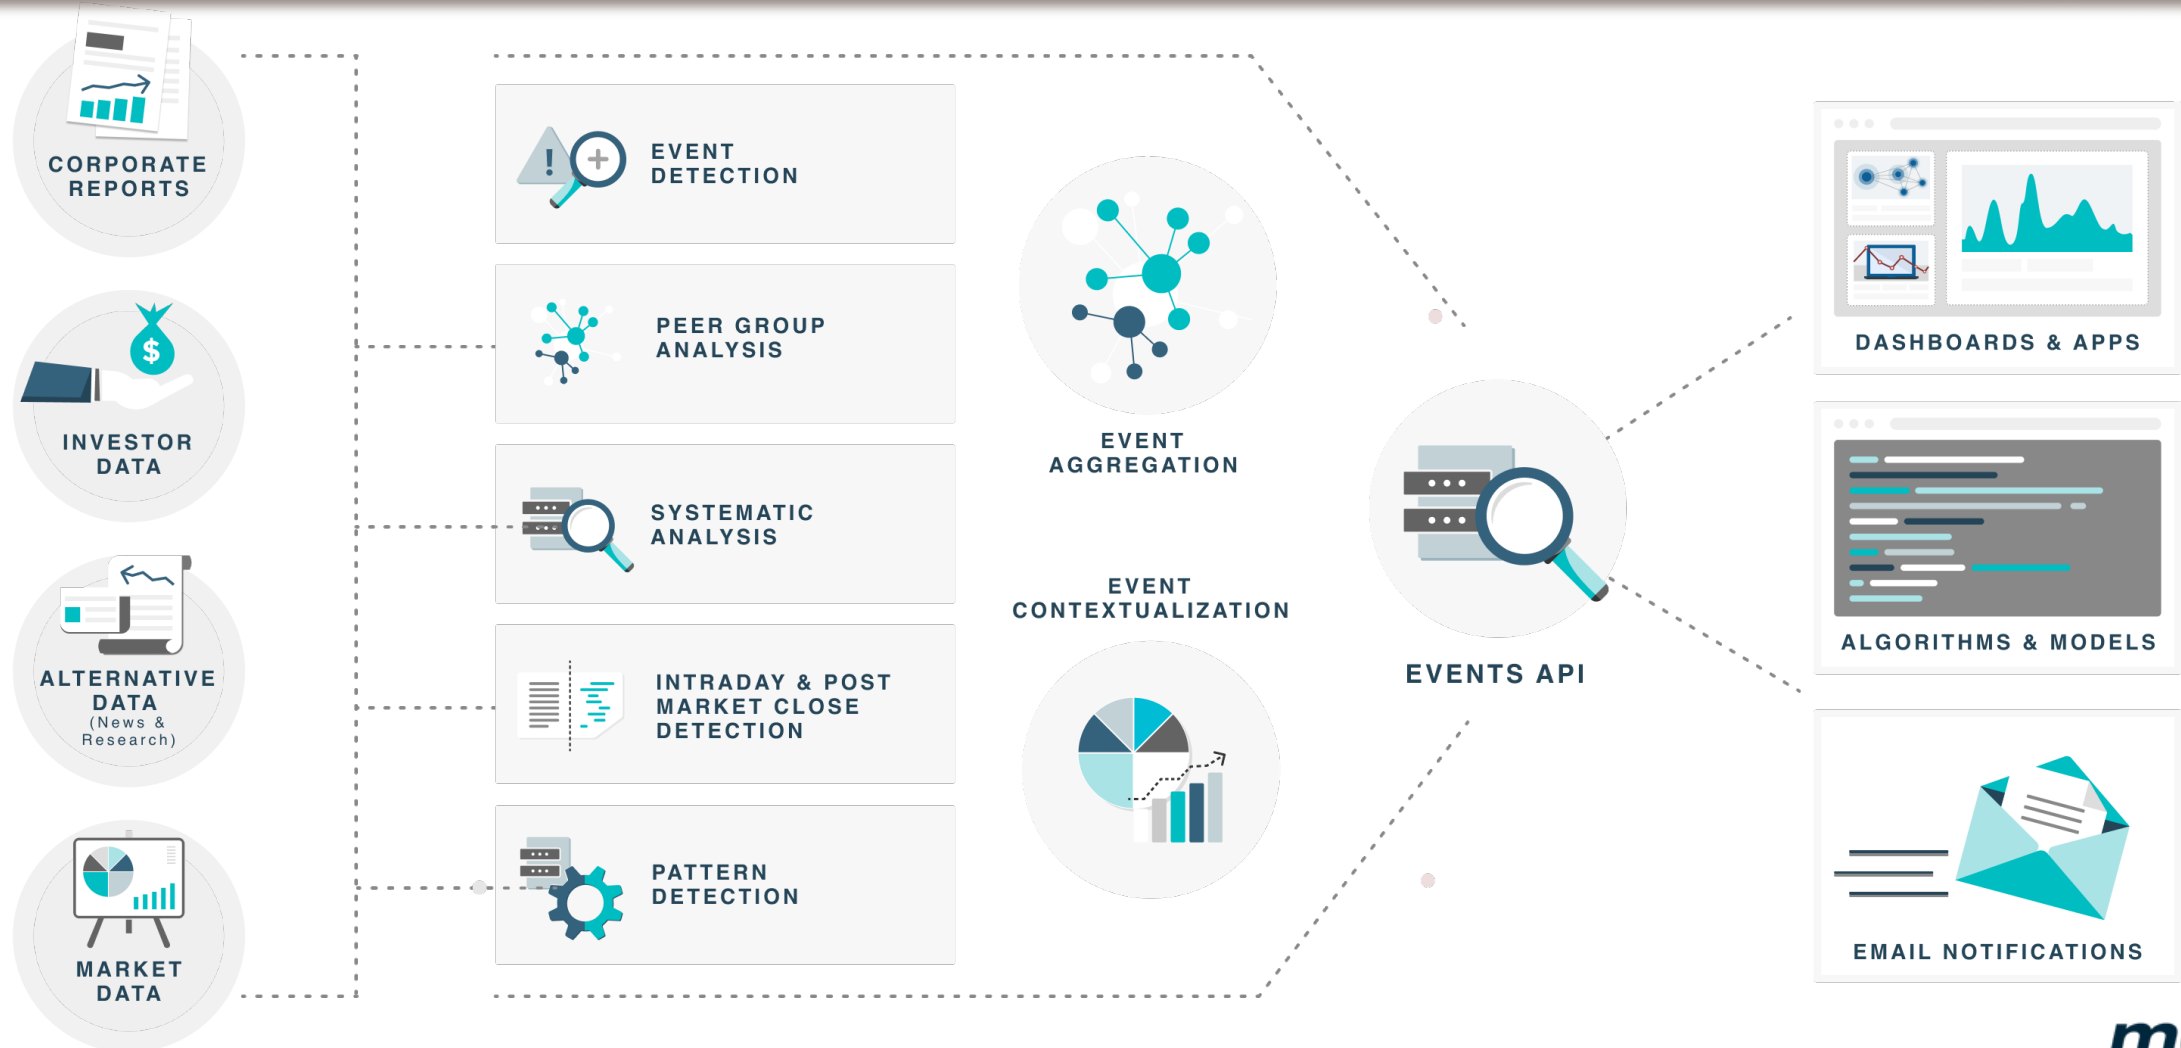 CORPORATE
REPORTS
INVESTOR
DATA
$
ALTERNATIVE
DATA
(News &
Research)
MARKET
DATA
!
EVENT
DETECTION
PEER GROUP
ANALYSIS
SYSTEMATIC
ANALYSIS
INTRADAY & POST
MARKET CLOSE
DETECTION
PATTERN
DETECTION
EVENT
AGGREGATION
EVENT
CONTEXTUALIZATION
EVENTS API
DASHBOARDS & APPS
ALGORITHMS & MODELS
EMAIL NOTIFICATIONS
m